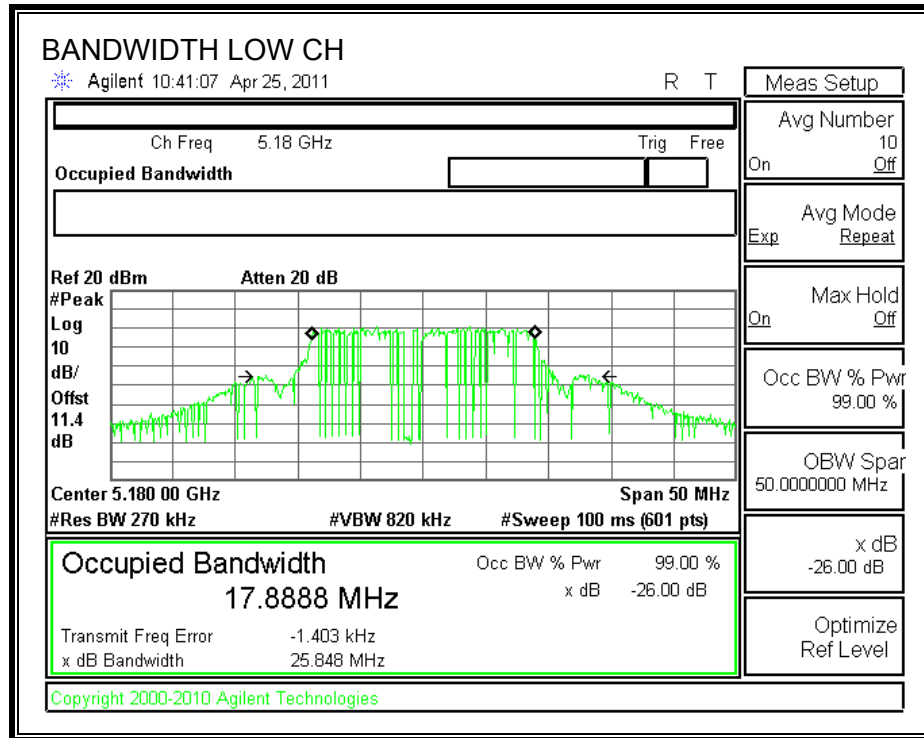 BANDWIDTH LOW CH
Agilent 10:41:07 Apr 25, 2011 R T
Ch Freq 5.18 GHz Trig Free
Occupied Bandwidth
Ref 20 dBm Atten 20 dB
#Peak
Log
10
dB/
Offst
11.4
dB
Center 5.180 00 GHz Span 50 MHz
#Res BW 270 kHz #VBW 820 kHz #Sweep 100 ms (601 pts)
Occupied Bandwidth Occ BW % Pwr 99.00 %
17.8888 MHz x dB -26.00 dB
Transmit Freq Error -1.403 kHz
x dB Bandwidth 25.848 MHz
Copyright 2000-2010 Agilent Technologies
Meas Setup
Avg Number
10
On Off
Avg Mode
Exp Repeat
Max Hold
On Off
Occ BW % Pwr
99.00 %
OBW Span
50.0000000 MHz
x dB
-26.00 dB
Optimize
Ref Level